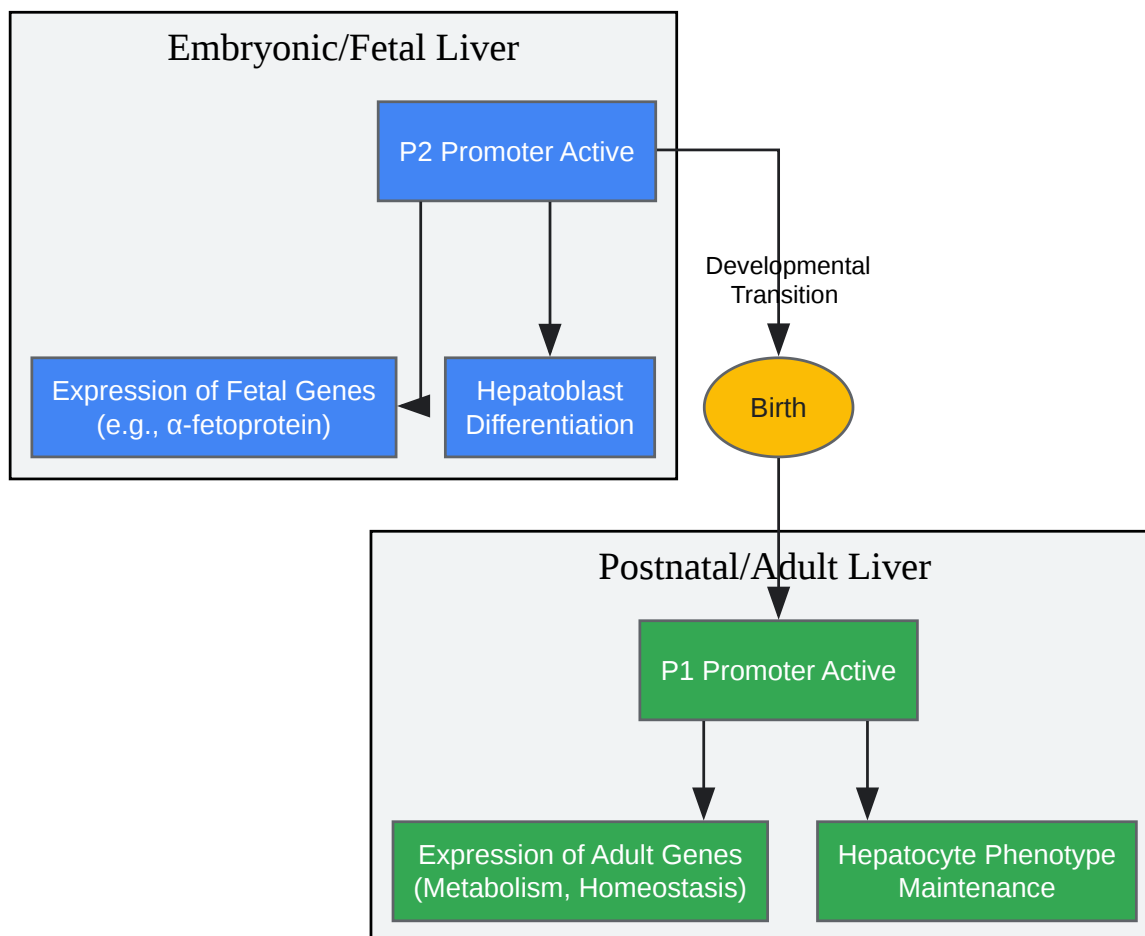 Embryonic/Fetal Liver
P2 Promoter Active
Developmental
Transition
Expression of Fetal Genes
(e.g., α-fetoprotein)
Hepatoblast
Differentiation
Birth
Postnatal/Adult Liver
P1 Promoter Active
Expression of Adult Genes
(Metabolism, Homeostasis)
Hepatocyte Phenotype
Maintenance